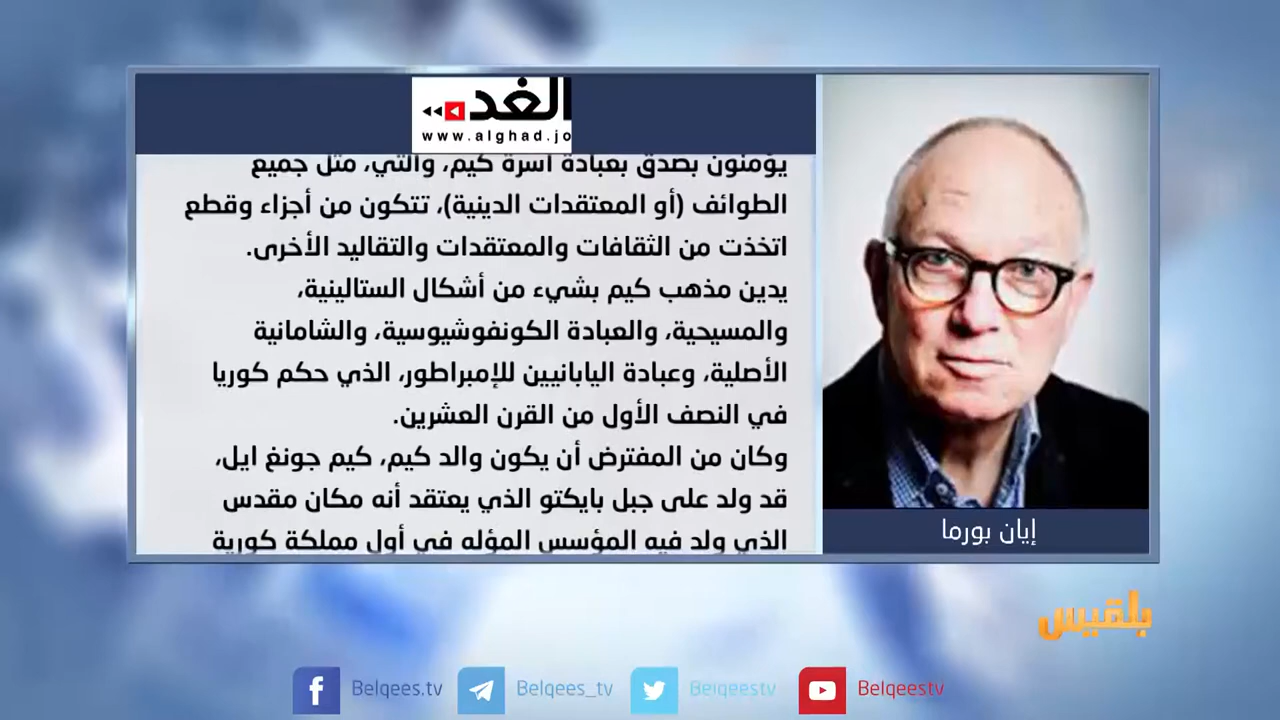 الغد
www.alghad.jo
يؤمنون بصدق بعبادة أسرة كيم، والتي، مثل جميع
الطوائف (أو المعتقدات الدينية)، تتكون من أجزاء وقطع
اتخذت من الثقافات والمعتقدات والتقاليد الأخرى.
يدين مذهب كيم بشيء من أشكال الستالينية،
والمسيحية، والعبادة الكونفوشيوسية، والشامانية
الأصلية، وعبادة اليابانيين للإمبراطور، الذي حكم كوريا
في النصف الأول من القرن العشرين.
وكان من المفترض أن يكون والد كيم، كيم جونغ ايل،
قد ولد على جبل بايكتو الذي يعتقد أنه مكان مقدس
الذي ولد فيه المؤسس المؤله في أول مملكة كورية
إيان بورما
بلقيس
Belqees.tv
Belqees_tv
Belqeestv
Belqeestv